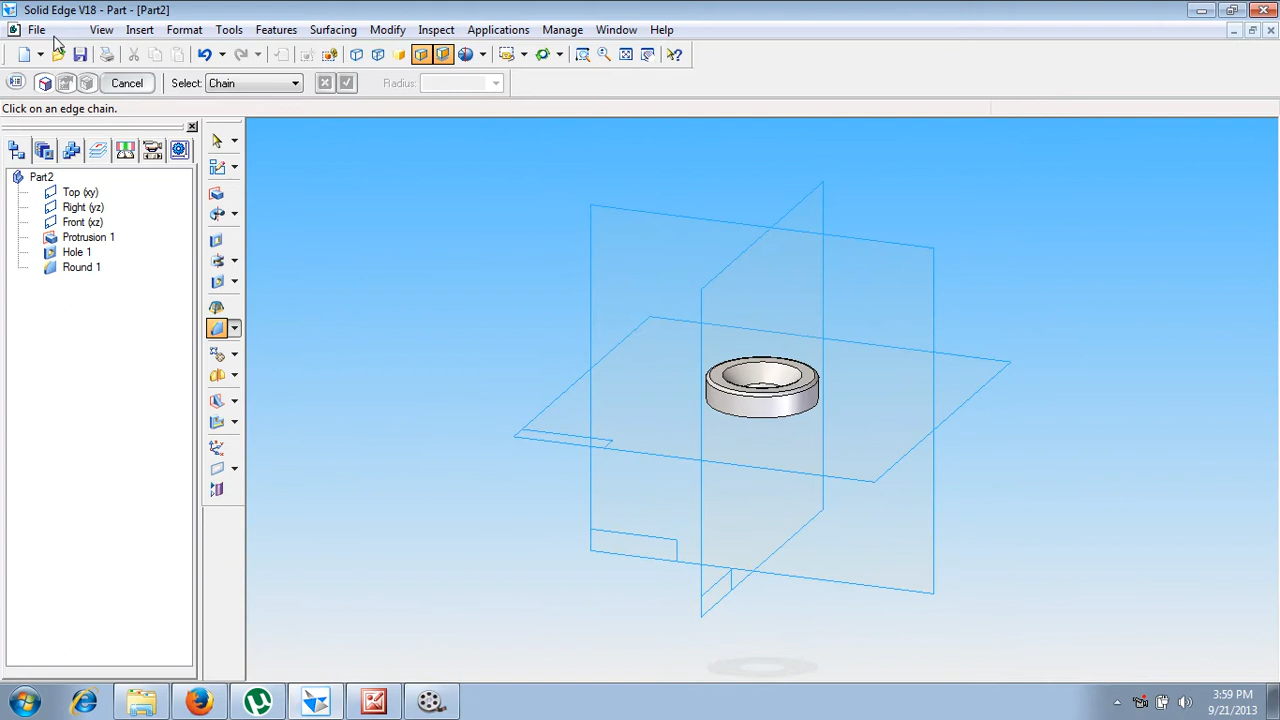 Solid Edge V18 - Part - [Part2]
File View Insert Format Tools Features Surfacing Modify Inspect Applications Manage Window Help
Cancel Select: Chain Radius:
Click on an edge chain.
Part2
Top (xy)
Right (yz)
Front (xz)
Protrusion 1
Hole 1
Round 1
3:59 PM
9/21/2013